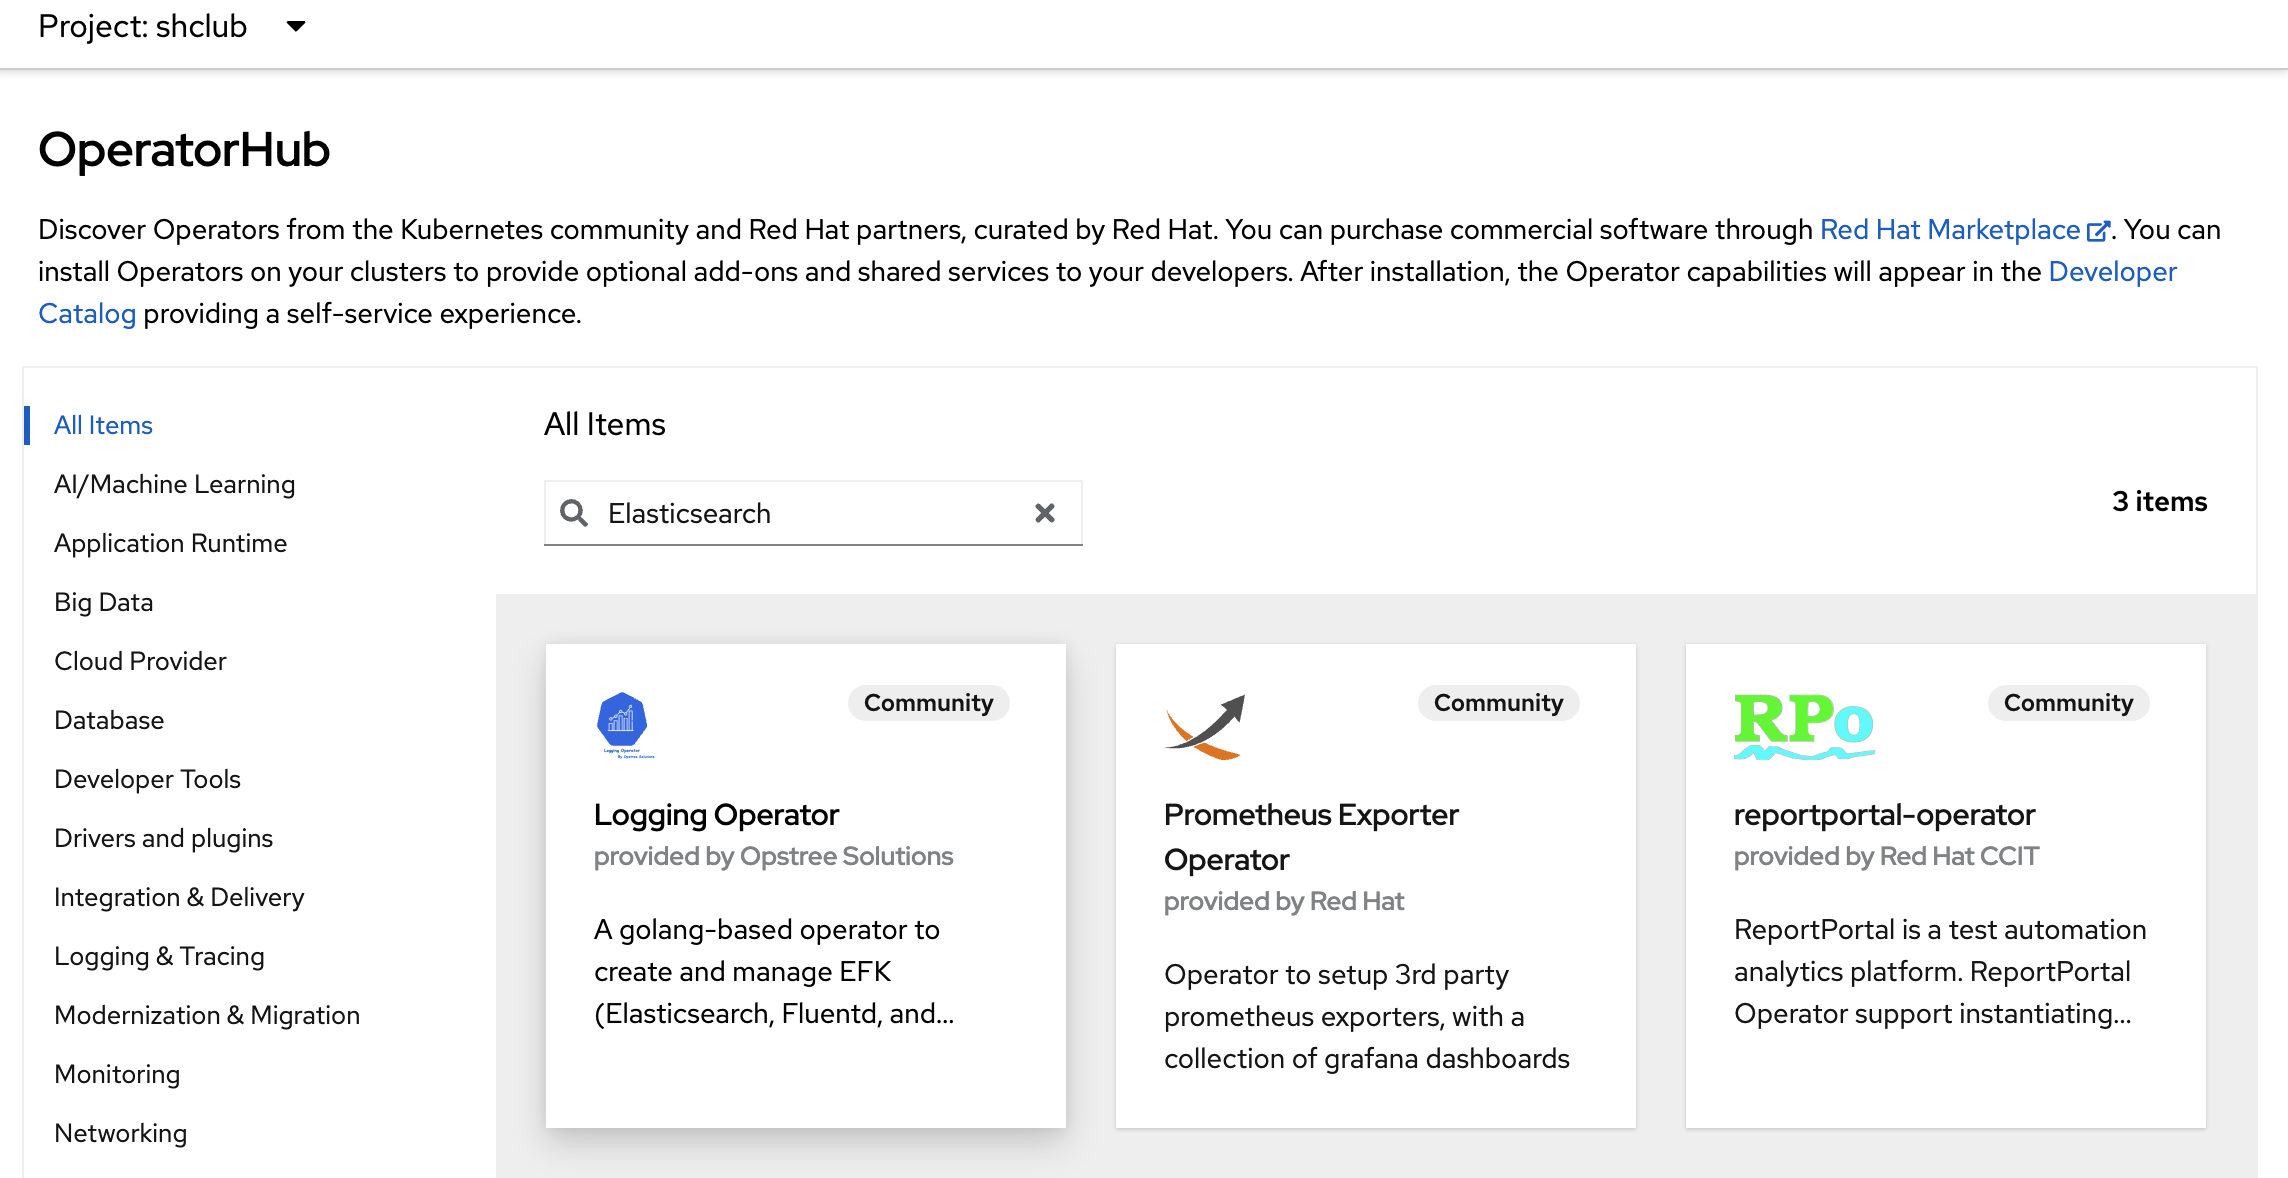 Project: shclub
OperatorHub
Discover Operators from the Kubernetes community and Red Hat partners, curated by Red Hat. You can purchase commercial software through Red Hat Marketplace. You can
install Operators on your clusters to provide optional add-ons and shared services to your developers. After installation, the Operator capabilities will appear in the Developer
Catalog providing a self-service experience.
All Items
AI/Machine Learning
Application Runtime
Big Data
Cloud Provider
Database
Developer Tools
Drivers and plugins
Integration & Delivery
Logging & Tracing
Modernization & Migration
Monitoring
Networking
All Items
Elasticsearch
3 items
Community
Logging Operator
By Opstree Solutions
Logging Operator
provided by Opstree Solutions
A golang-based operator to
create and manage EFK
(Elasticsearch, Fluentd, and...
Community
Prometheus Exporter
Operator
provided by Red Hat
Operator to setup 3rd party
prometheus exporters, with a
collection of grafana dashboards
RPo
Community
reportportal-operator
provided by Red Hat CCIT
ReportPortal is a test automation
analytics platform. ReportPortal
Operator support instantiating...